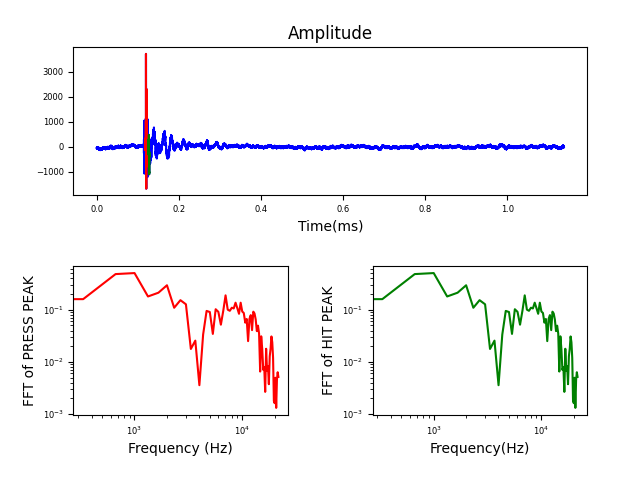 Amplitude
3000
2000
1000
0
−1000
0.0 0.2 0.4 0.6 0.8 1.0
Time(ms)
FFT of PRESS PEAK
10⁻¹
10⁻²
10⁻³
10³ 10⁴
Frequency (Hz)
FFT of HIT PEAK
10⁻¹
10⁻²
10⁻³
10³ 10⁴
Frequency(Hz)